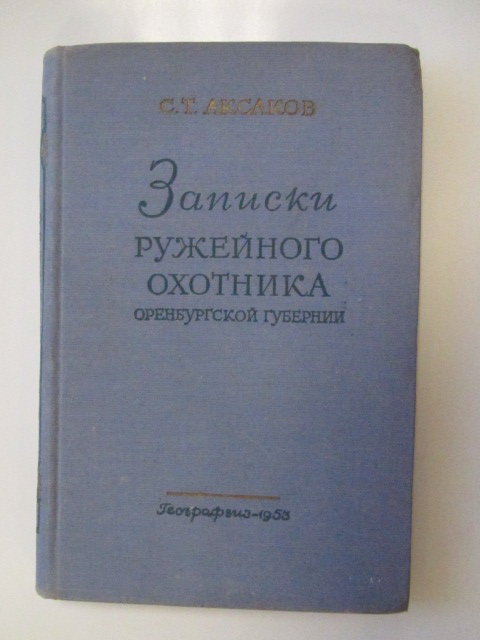 С.Т. АКСАКОВ
Записки
РУЖЕЙНОГО
ОХОТНИКА
ОРЕНБУРГСКОЙ ГУБЕРНИИ
Географгиз-1953